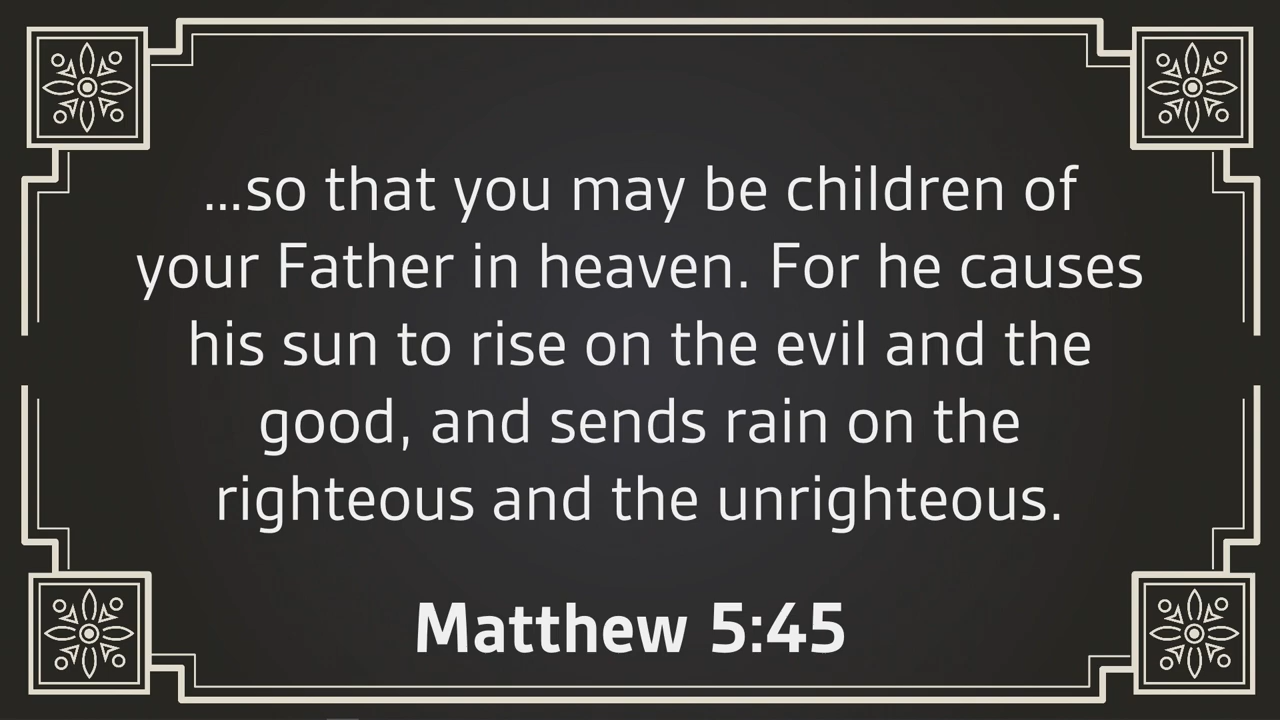 ...so that you may be children of
your Father in heaven. For he causes
his sun to rise on the evil and the
good, and sends rain on the
righteous and the unrighteous.
Matthew 5:45